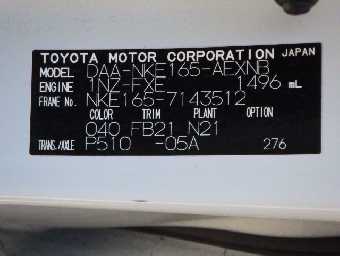 TOYOTA MOTOR CORPORATION JAPAN
MODEL DAA-NKE165-AEXNB
ENGINE 1NZ-FXE 1496 mL
FRAME No. NKE165-7143512
COLOR TRIM PLANT OPTION
040 FB21 N21
TRANS./AXLE P510 -05A 276